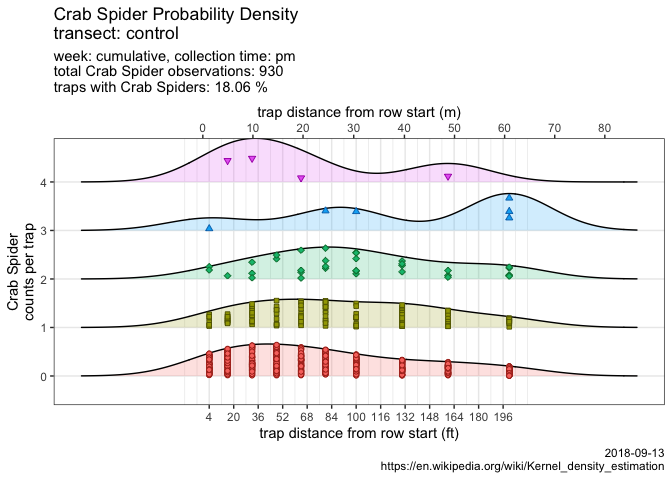 Crab Spider Probability Density
transect: control
week: cumulative, collection time: pm
total Crab Spider observations: 930
traps with Crab Spiders: 18.06 %
trap distance from row start (m)
0 10 20 30 40 50 60 70 80
Crab Spider
counts per trap
4
3
2
1
0
4 20 36 52 68 84 100 116 132 148 164 180 196
trap distance from row start (ft)
2018-09-13
https://en.wikipedia.org/wiki/Kernel_density_estimation